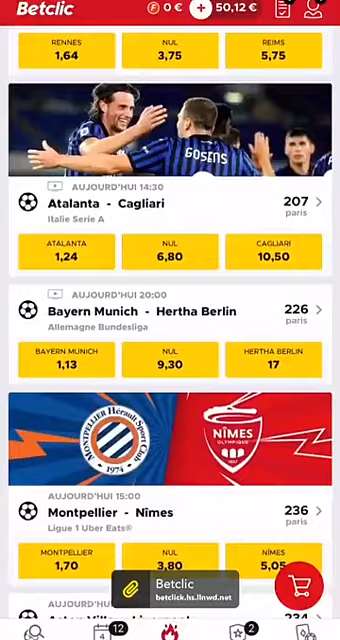 Betclic
0 € + 50,12 €
RENNES NUL REIMS
1,64 3,75 5,75
GOSENS
AUJOURD'HUI 14:30
Atalanta - Cagliari 207
Italie Serie A paris
ATALANTA NUL CAGLIARI
1,24 6,80 10,50
AUJOURD'HUI 20:00
Bayern Munich - Hertha Berlin 226
Allemagne Bundesliga paris
BAYERN MUNICH NUL HERTHA BERLIN
1,13 9,30 17
MONTPELLIER Hérault Sport Club
1974
NÎMES
OLYMPIQUE
AUJOURD'HUI 15:00
Montpellier - Nîmes 236
Ligue 1 Uber Eats® paris
MONTPELLIER NUL NÎMES
1,70 3,80 5,05
Betclic
betclick.hs.llnwd.net
4 12 2